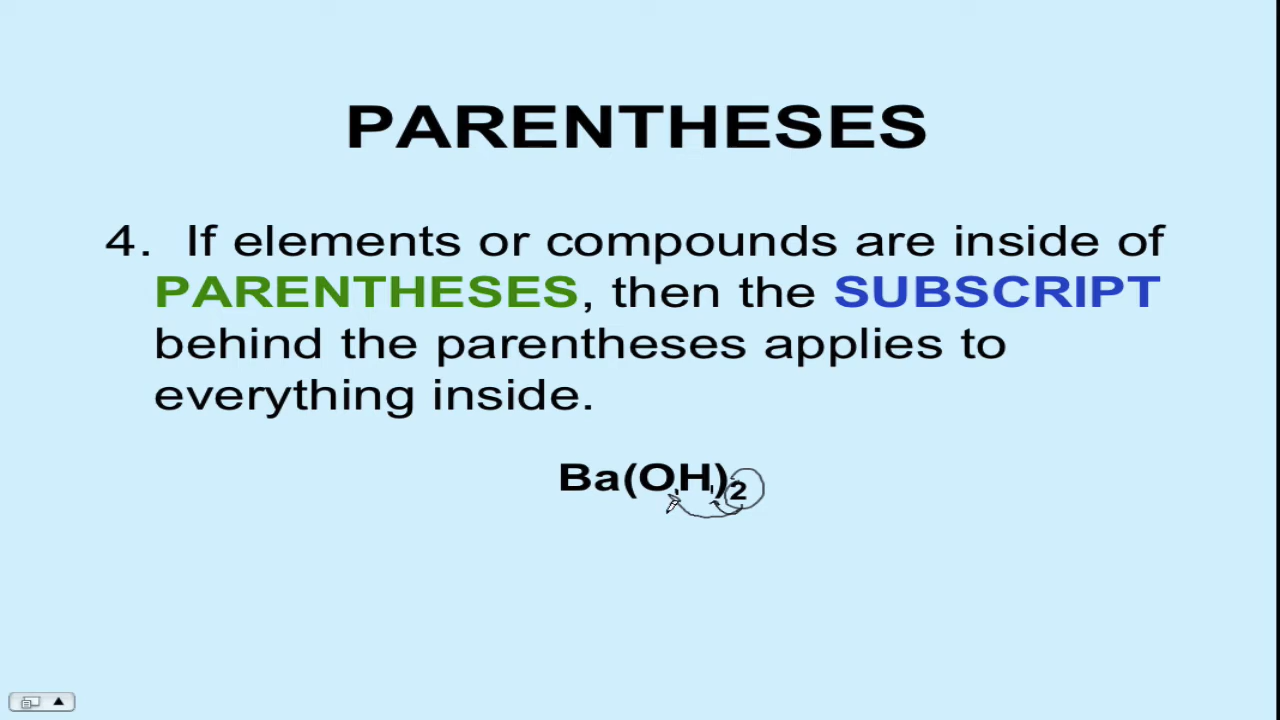 PARENTHESES
4. If elements or compounds are inside of
PARENTHESES, then the SUBSCRIPT
behind the parentheses applies to
everything inside.
Ba(OH)₂